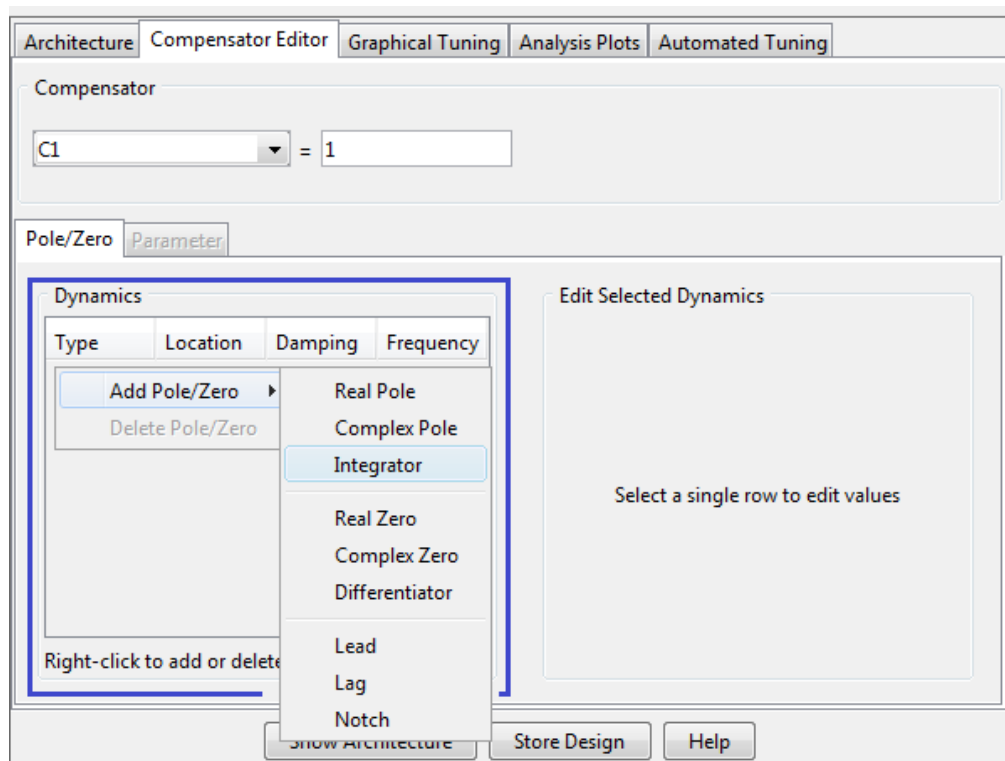 Architecture Compensator Editor Graphical Tuning Analysis Plots Automated Tuning
Compensator
C1 = 1
Pole/Zero Parameter
Dynamics
Edit Selected Dynamics
Type Location Damping Frequency
Add Pole/Zero
Delete Pole/Zero
Real Pole
Complex Pole
Integrator
Real Zero
Complex Zero
Differentiator
Lead
Lag
Notch
Select a single row to edit values
Right-click to add or delete
Show Architecture Store Design Help